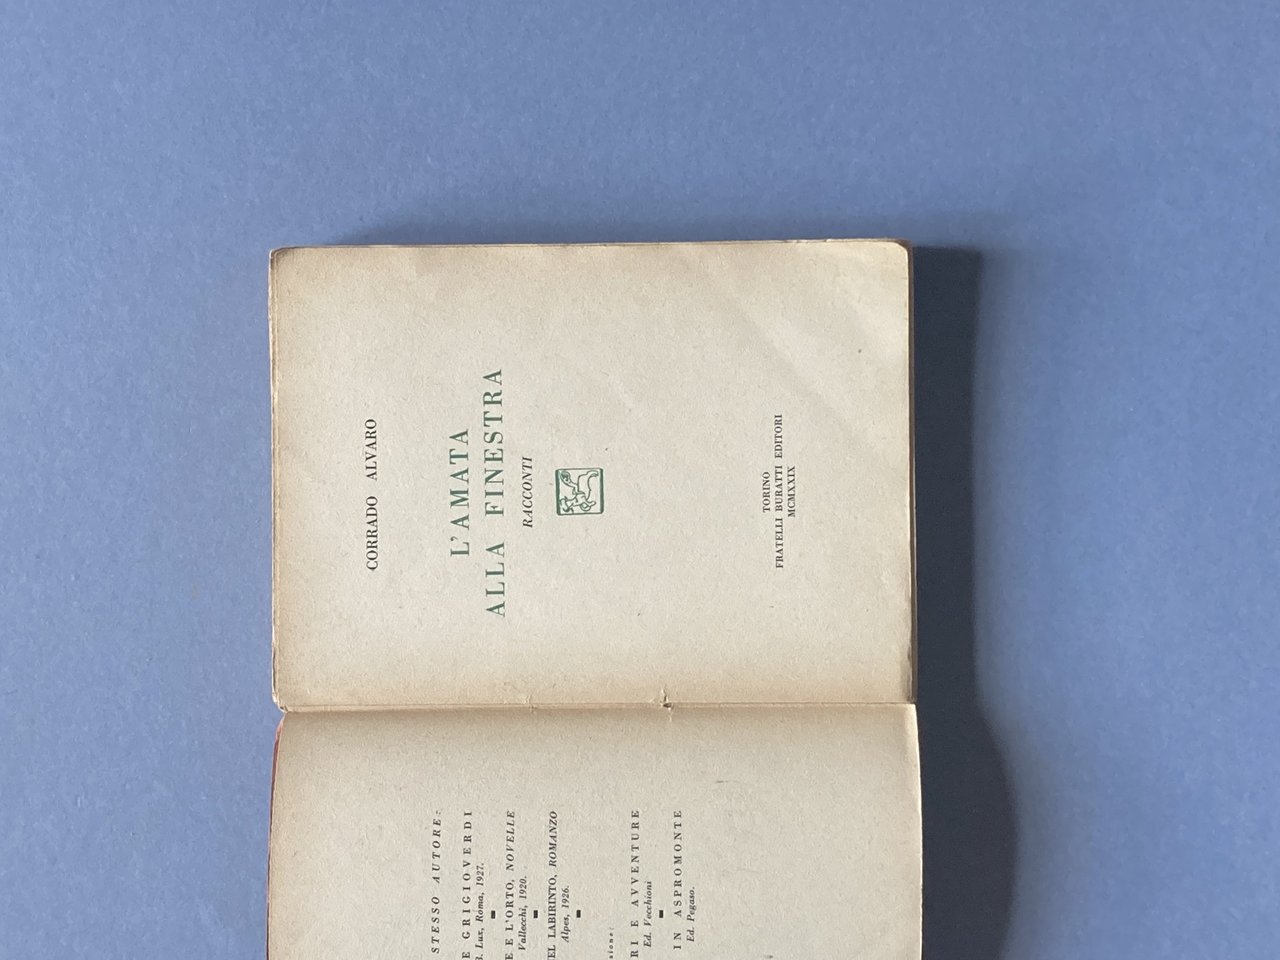 STESSO AUTORE:
E GRIGIOVERDI
Lux, Roma, 1927.
E E L'ORTO, NOVELLE
Vallecchi, 1920.
EL LABIRINTO, ROMANZO
Alpes, 1926.
sione:
RI E AVVENTURE
Ed. Vecchioni
IN ASPROMONTE
Ed. Pegaso.
CORRADO ALVARO
L'AMATA
ALLA FINESTRA
RACCONTI
TORINO
FRATELLI BURATTI EDITORI
MCMXXIX